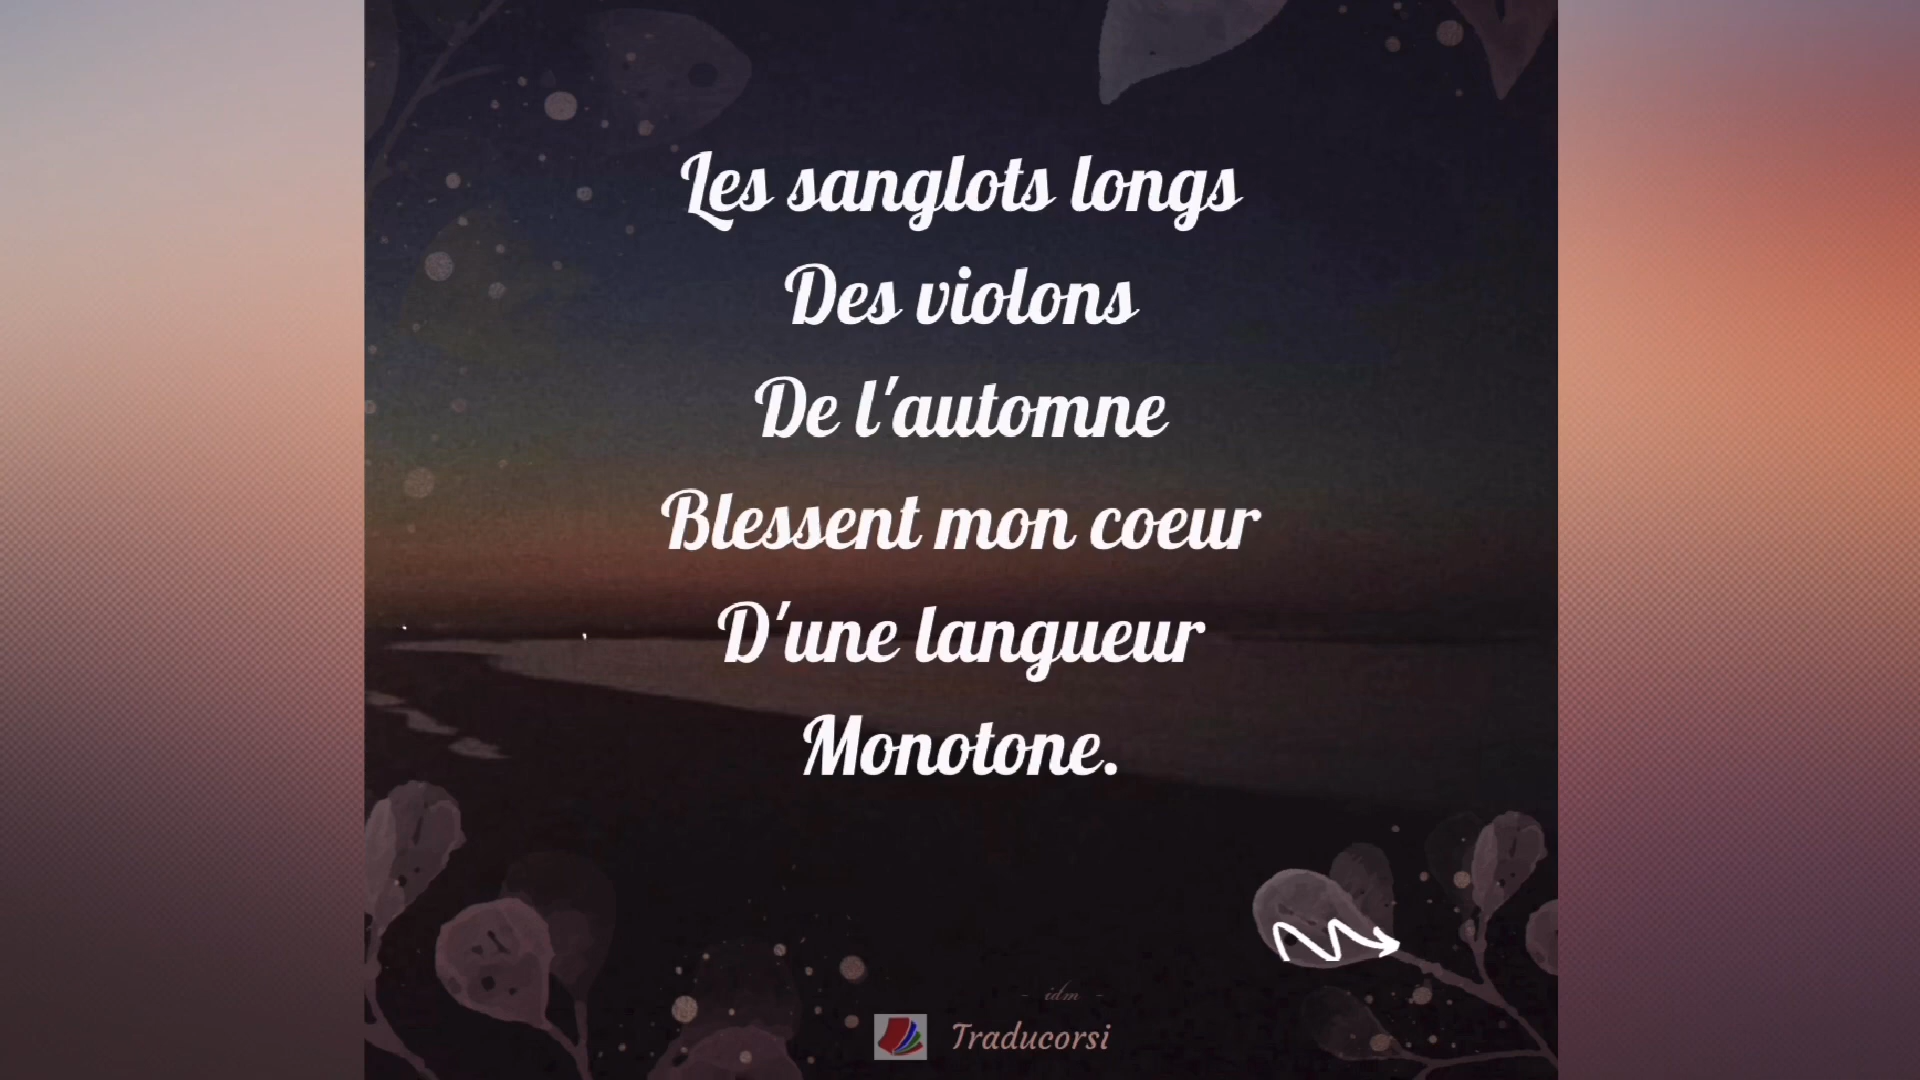 Les sanglots longs
Des violons
De l'automne
Blessent mon coeur
D'une langueur
Monotone.
- idm -
Traducorsi